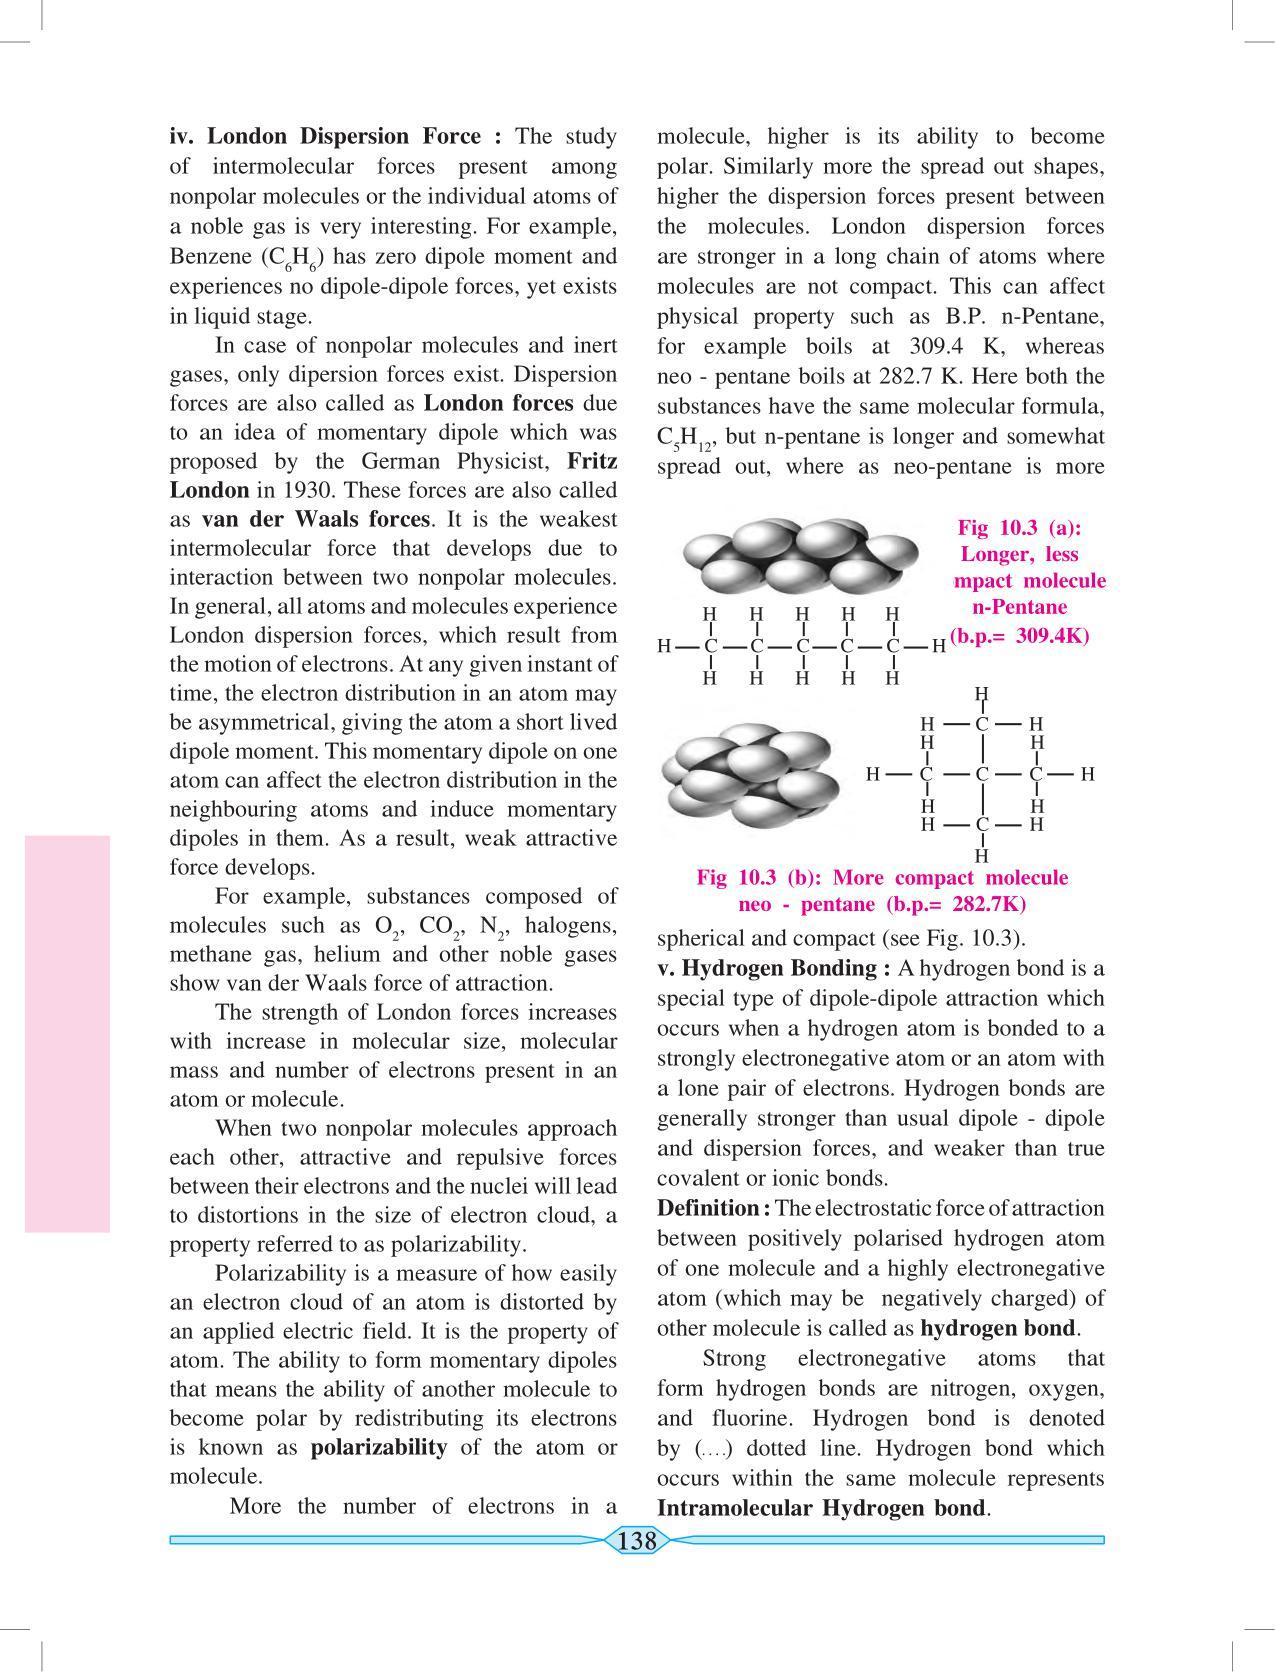 iv. London Dispersion Force : The study
of intermolecular forces present among
nonpolar molecules or the individual atoms of
a noble gas is very interesting. For example,
Benzene (C₆H₆) has zero dipole moment and
experiences no dipole-dipole forces, yet exists
in liquid stage.
In case of nonpolar molecules and inert
gases, only dipersion forces exist. Dispersion
forces are also called as London forces due
to an idea of momentary dipole which was
proposed by the German Physicist, Fritz
London in 1930. These forces are also called
as van der Waals forces. It is the weakest
intermolecular force that develops due to
interaction between two nonpolar molecules.
In general, all atoms and molecules experience
London dispersion forces, which result from
the motion of electrons. At any given instant of
time, the electron distribution in an atom may
be asymmetrical, giving the atom a short lived
dipole moment. This momentary dipole on one
atom can affect the electron distribution in the
neighbouring atoms and induce momentary
dipoles in them. As a result, weak attractive
force develops.
For example, substances composed of
molecules such as O₂, CO₂, N₂, halogens,
methane gas, helium and other noble gases
show van der Waals force of attraction.
The strength of London forces increases
with increase in molecular size, molecular
mass and number of electrons present in an
atom or molecule.
When two nonpolar molecules approach
each other, attractive and repulsive forces
between their electrons and the nuclei will lead
to distortions in the size of electron cloud, a
property referred to as polarizability.
Polarizability is a measure of how easily
an electron cloud of an atom is distorted by
an applied electric field. It is the property of
atom. The ability to form momentary dipoles
that means the ability of another molecule to
become polar by redistributing its electrons
is known as polarizability of the atom or
molecule.
More the number of electrons in a
molecule, higher is its ability to become
polar. Similarly more the spread out shapes,
higher the dispersion forces present between
the molecules. London dispersion forces
are stronger in a long chain of atoms where
molecules are not compact. This can affect
physical property such as B.P. n-Pentane,
for example boils at 309.4 K, whereas
neo - pentane boils at 282.7 K. Here both the
substances have the same molecular formula,
C₅H₁₂, but n-pentane is longer and somewhat
spread out, where as neo-pentane is more
Fig 10.3 (a):
Longer, less
mpact molecule
n-Pentane
(b.p.= 309.4K)
H H H H H
H — C — C — C — C — C — H
H H H H H
H
H — C — H
H H
H — C — C — C — H
H H
H — C — H
H
Fig 10.3 (b): More compact molecule
neo - pentane (b.p.= 282.7K)
spherical and compact (see Fig. 10.3).
v. Hydrogen Bonding : A hydrogen bond is a
special type of dipole-dipole attraction which
occurs when a hydrogen atom is bonded to a
strongly electronegative atom or an atom with
a lone pair of electrons. Hydrogen bonds are
generally stronger than usual dipole - dipole
and dispersion forces, and weaker than true
covalent or ionic bonds.
Definition : The electrostatic force of attraction
between positively polarised hydrogen atom
of one molecule and a highly electronegative
atom (which may be negatively charged) of
other molecule is called as hydrogen bond.
Strong electronegative atoms that
form hydrogen bonds are nitrogen, oxygen,
and fluorine. Hydrogen bond is denoted
by (....) dotted line. Hydrogen bond which
occurs within the same molecule represents
Intramolecular Hydrogen bond.
138